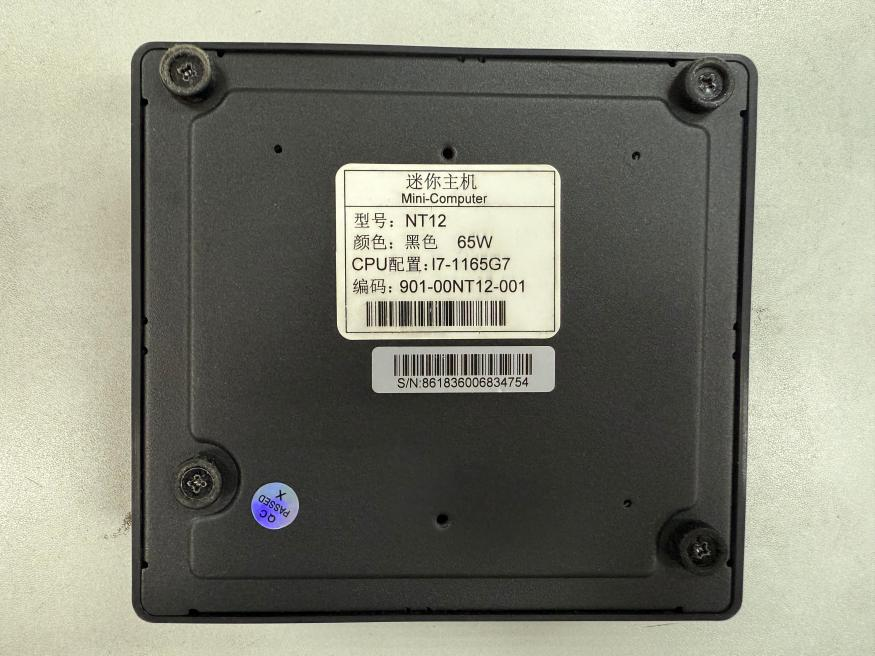 迷你主机
Mini-Computer
型号：NT12
颜色：黑色 65W
CPU配置：I7-1165G7
编码：901-00NT12-001
S/N:861836006834754
QC
PASSED
X